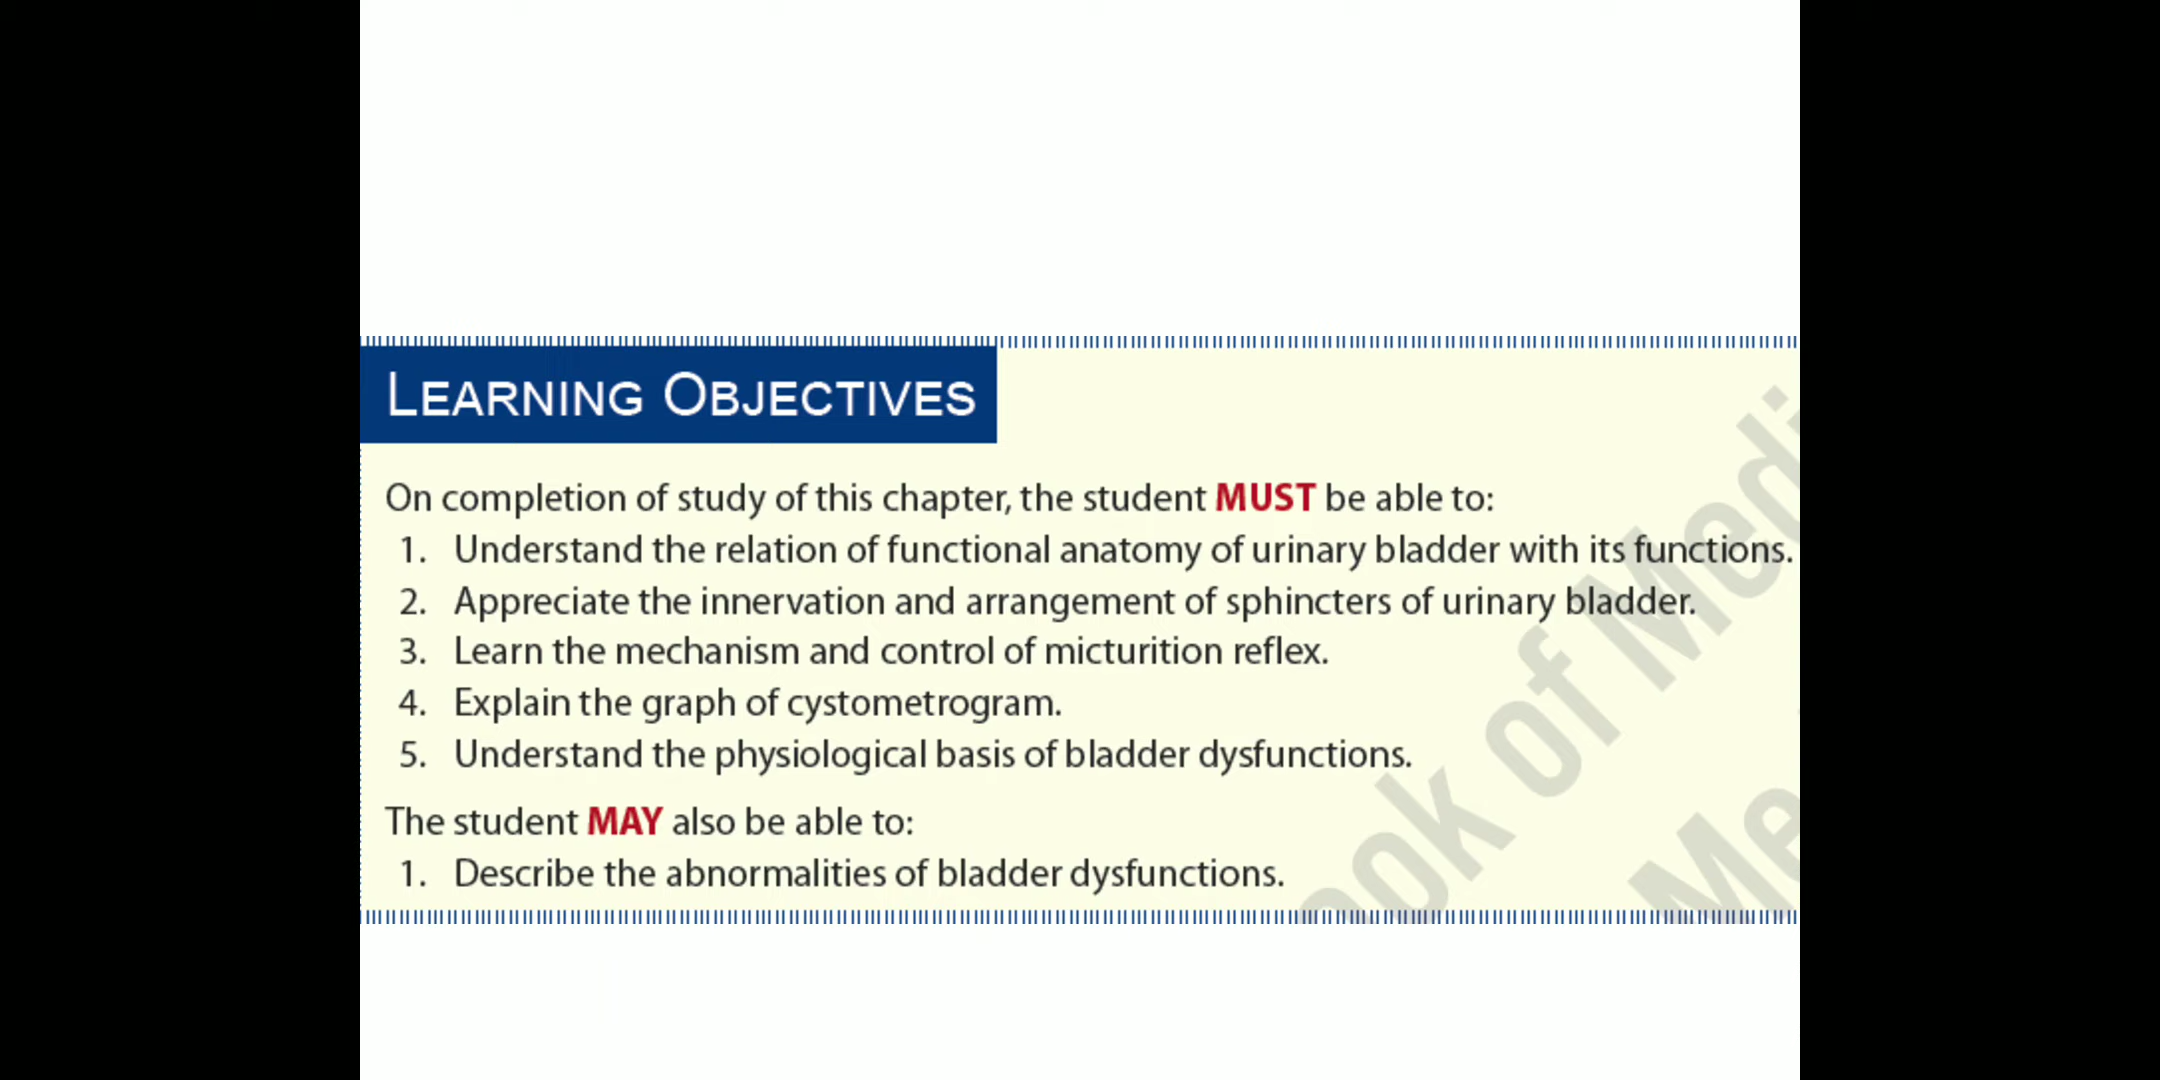 LEARNING OBJECTIVES
On completion of study of this chapter, the student MUST be able to:
1. Understand the relation of functional anatomy of urinary bladder with its functions.
2. Appreciate the innervation and arrangement of sphincters of urinary bladder.
3. Learn the mechanism and control of micturition reflex.
4. Explain the graph of cystometrogram.
5. Understand the physiological basis of bladder dysfunctions.
The student MAY also be able to:
1. Describe the abnormalities of bladder dysfunctions.
ook of Medi
Me